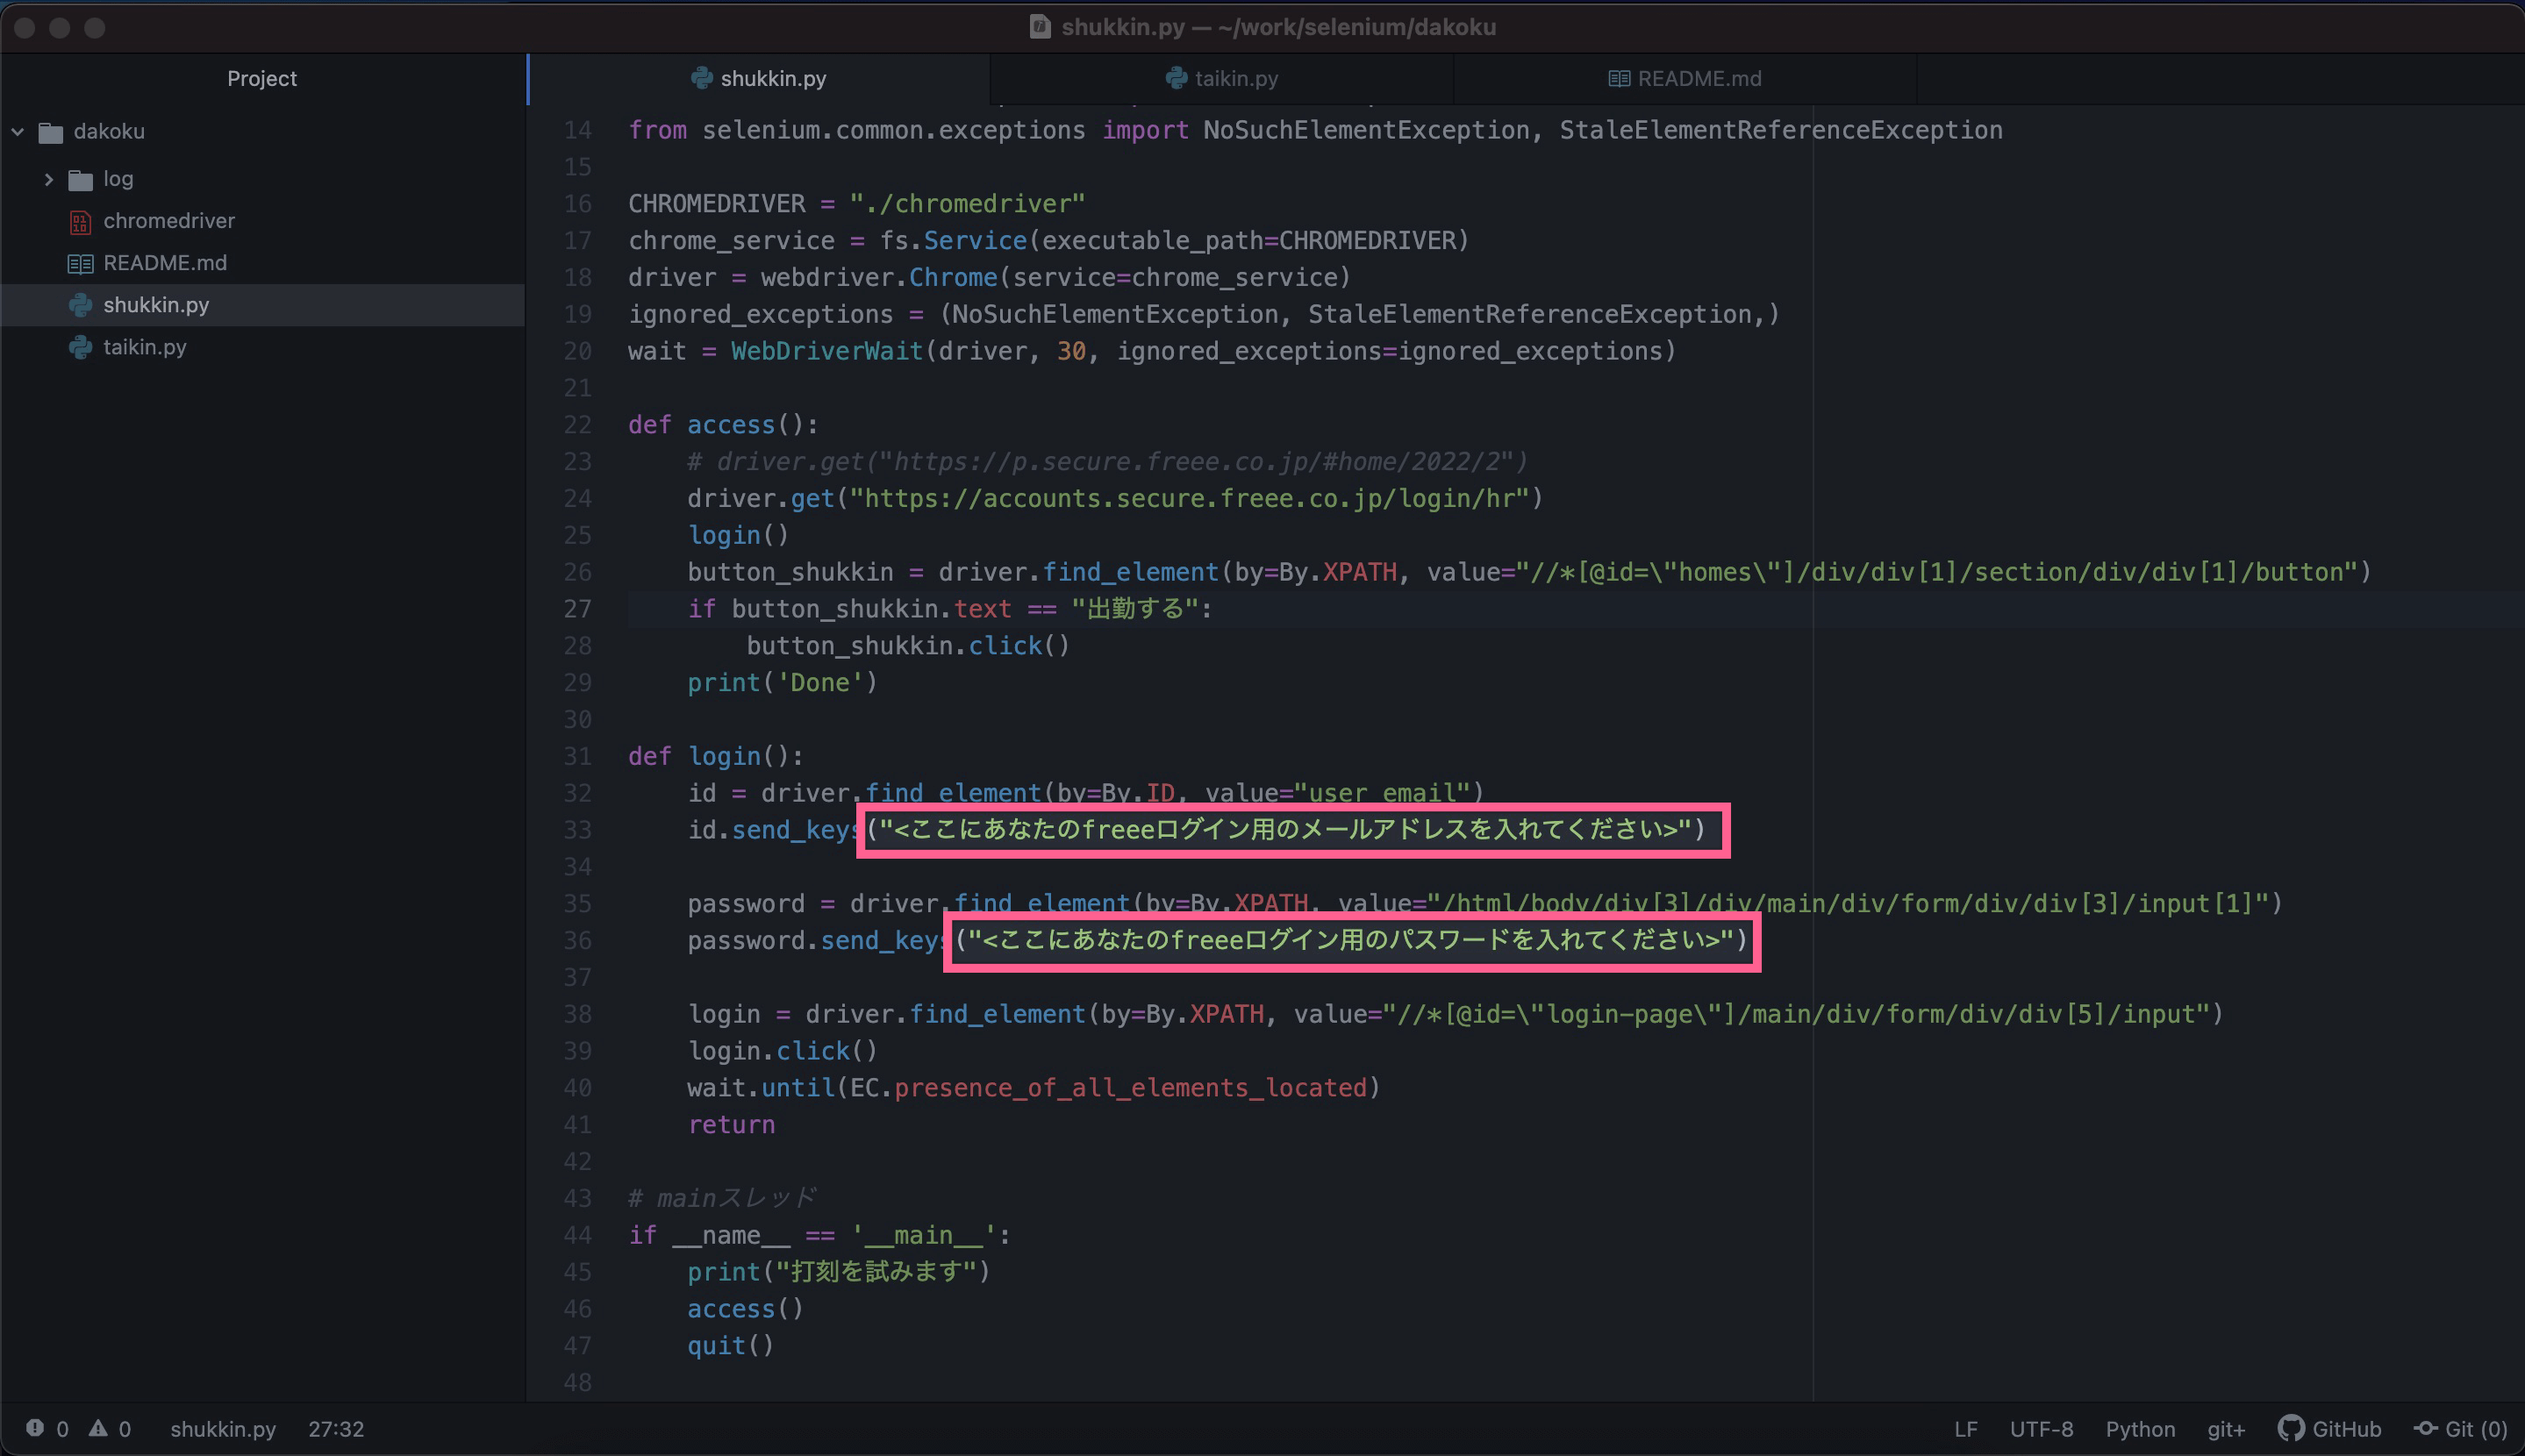 shukkin.py — ~/work/selenium/dakoku
Project
dakoku
log
chromedriver
README.md
shukkin.py
taikin.py
shukkin.py
taikin.py
README.md
14 from selenium.common.exceptions import NoSuchElementException, StaleElementReferenceException
15
16 CHROMEDRIVER = "./chromedriver"
17 chrome_service = fs.Service(executable_path=CHROMEDRIVER)
18 driver = webdriver.Chrome(service=chrome_service)
19 ignored_exceptions = (NoSuchElementException, StaleElementReferenceException,)
20 wait = WebDriverWait(driver, 30, ignored_exceptions=ignored_exceptions)
21
22 def access():
23     # driver.get("https://p.secure.freee.co.jp/#home/2022/2")
24     driver.get("https://accounts.secure.freee.co.jp/login/hr")
25     login()
26     button_shukkin = driver.find_element(by=By.XPATH, value="//*[@id=\"homes\"]/div/div[1]/section/div/div[1]/button")
27     if button_shukkin.text == "出勤する":
28         button_shukkin.click()
29     print('Done')
30
31 def login():
32     id = driver.find_element(by=By.ID, value="user_email")
33     id.send_keys("<ここにあなたのfreeeログイン用のメールアドレスを入れてください>")
34
35     password = driver.find_element(by=By.XPATH, value="/html/body/div[3]/div/main/div/form/div/div[3]/input[1]")
36     password.send_keys("<ここにあなたのfreeeログイン用のパスワードを入れてください>")
37
38     login = driver.find_element(by=By.XPATH, value="//*[@id=\"login-page\"]/main/div/form/div/div[5]/input")
39     login.click()
40     wait.until(EC.presence_of_all_elements_located)
41     return
42
43 # mainスレッド
44 if __name__ == '__main__':
45     print("打刻を試みます")
46     access()
47     quit()
48
0 0 shukkin.py 27:32
LF UTF-8 Python git+ GitHub Git (0)